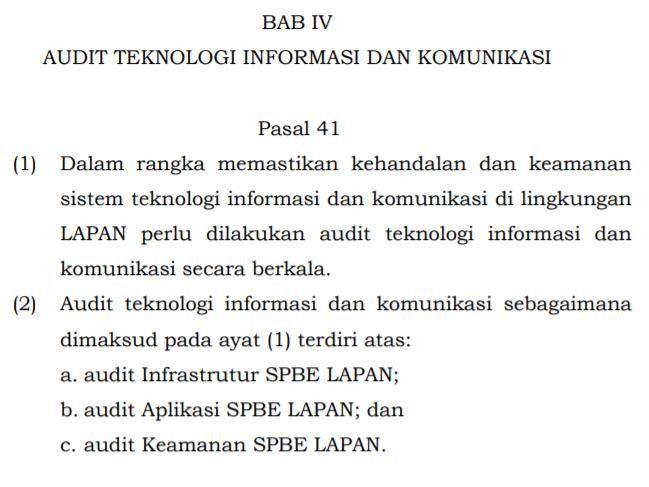 BAB IV
AUDIT TEKNOLOGI INFORMASI DAN KOMUNIKASI
Pasal 41
(1) Dalam rangka memastikan kehandalan dan keamanan
sistem teknologi informasi dan komunikasi di lingkungan
LAPAN perlu dilakukan audit teknologi informasi dan
komunikasi secara berkala.
(2) Audit teknologi informasi dan komunikasi sebagaimana
dimaksud pada ayat (1) terdiri atas:
a. audit Infrastrutur SPBE LAPAN;
b. audit Aplikasi SPBE LAPAN; dan
c. audit Keamanan SPBE LAPAN.